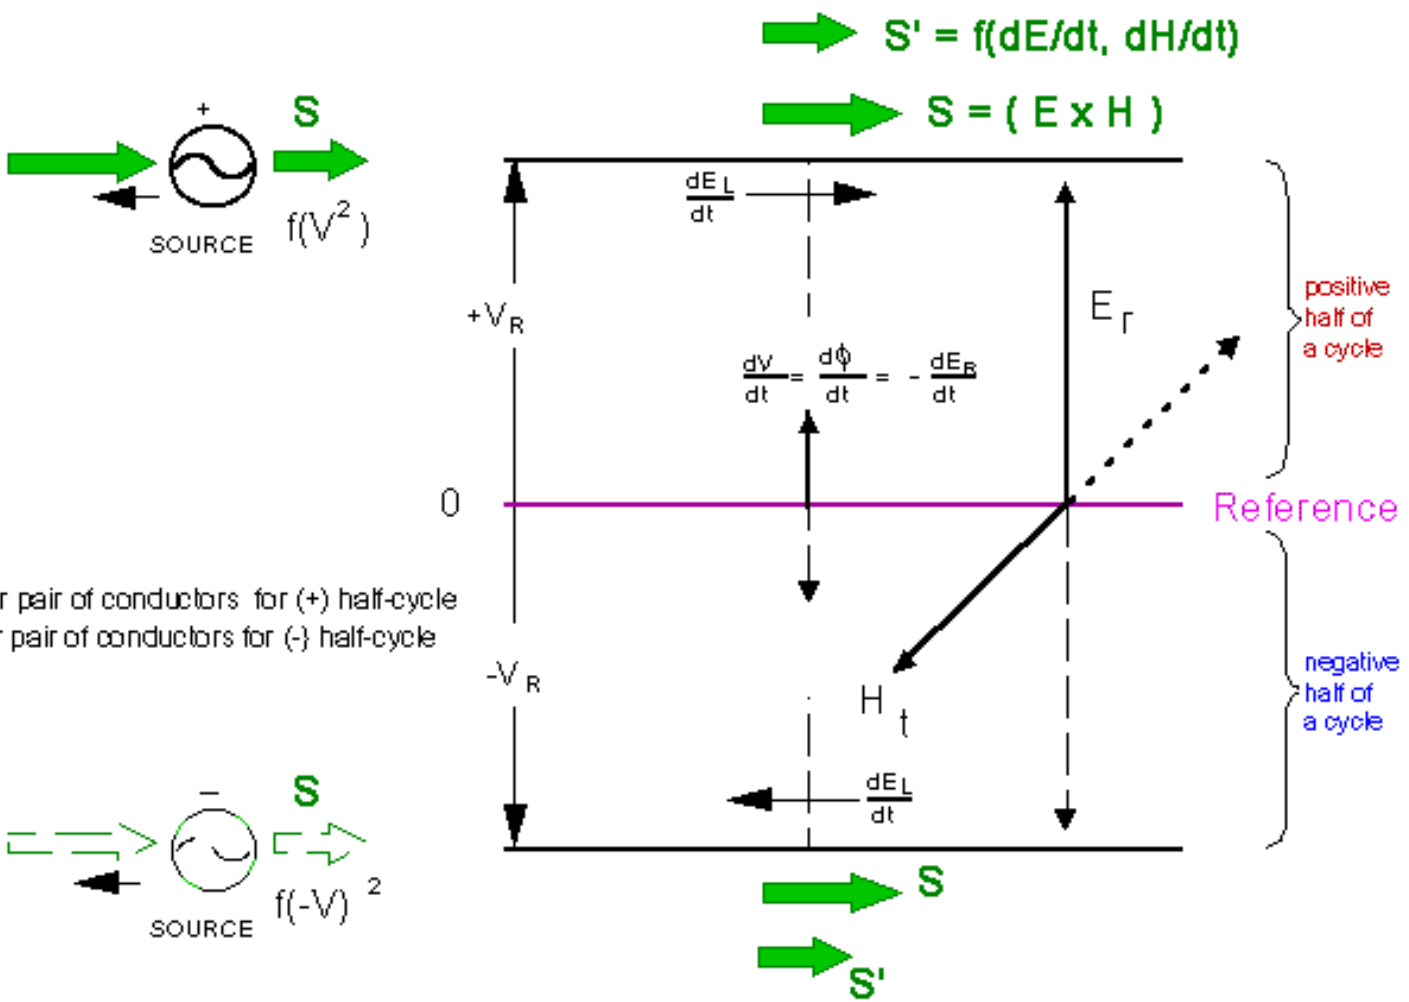 S' = f(dE/dt, dH/dt)
S = ( E x H )
+
S
f(V²)
SOURCE
dE_L/dt
+V_R
E_r
positive
half of
a cycle
dV/dt = dϕ/dt = - dE_R/dt
0
Reference
r pair of conductors for (+) half-cycle
r pair of conductors for (-} half-cycle
-V_R
H_t
negative
half of
a cycle
dE_L/dt
–
S
f(-V)²
SOURCE
S
S'